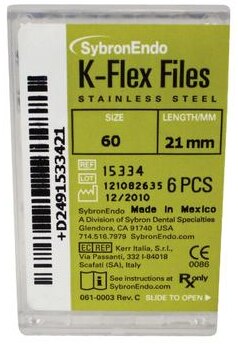 SybronEndo
K-Flex Files
STAINLESS STEEL
SIZE LENGTH/MM
60 21 mm
REF 15334
LOT 121082635 6 PCS
12/2010
SybronEndo Made in Mexico
A Division of Sybron Dental Specialties
Glendora, CA 91740 USA
714.516.7979 SybronEndo.com
EC REP Kerr Italia, S.r.l.,
Via Passanti, 332 I-84018
Scafati (SA), Italy
CE
0086
i See instructions at
SybronEndo.com
Rx only
061-0003 Rev. C SLIDE TO OPEN
+D2491533421